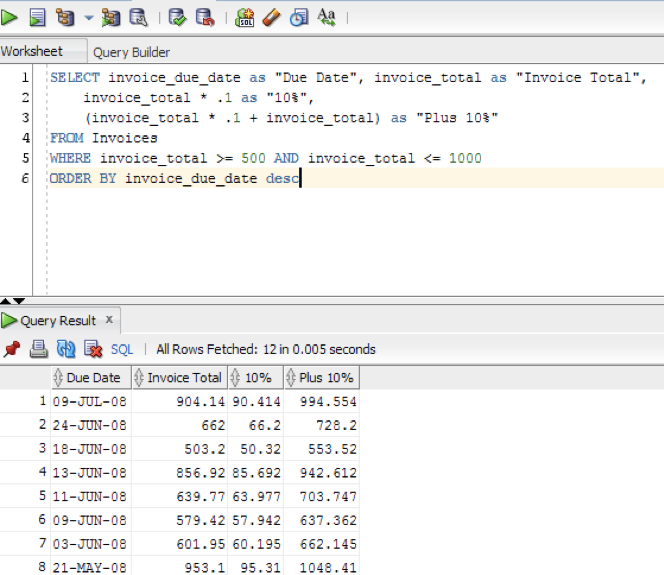 SQL
Aa
Worksheet Query Builder
1 SELECT invoice_due_date as "Due Date", invoice_total as "Invoice Total",
2 invoice_total * .1 as "10%",
3 (invoice_total * .1 + invoice_total) as "Plus 10%"
4 FROM Invoices
5 WHERE invoice_total >= 500 AND invoice_total <= 1000
6 ORDER BY invoice_due_date desc
Query Result x
SQL | All Rows Fetched: 12 in 0.005 seconds
Due Date Invoice Total 10% Plus 10%
1 09-JUL-08 904.14 90.414 994.554
2 24-JUN-08 662 66.2 728.2
3 18-JUN-08 503.2 50.32 553.52
4 13-JUN-08 856.92 85.692 942.612
5 11-JUN-08 639.77 63.977 703.747
6 09-JUN-08 579.42 57.942 637.362
7 03-JUN-08 601.95 60.195 662.145
8 21-MAY-08 953.1 95.31 1048.41